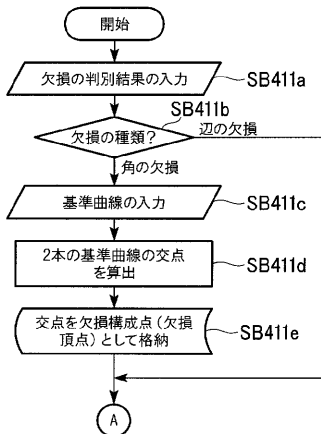 開始
欠損の判別結果の入力
SB411a
SB411b
欠損の種類?
辺の欠損
角の欠損
基準曲線の入力
SB411c
2本の基準曲線の交点
を算出
SB411d
交点を欠損構成点(欠損
頂点)として格納
SB411e
A